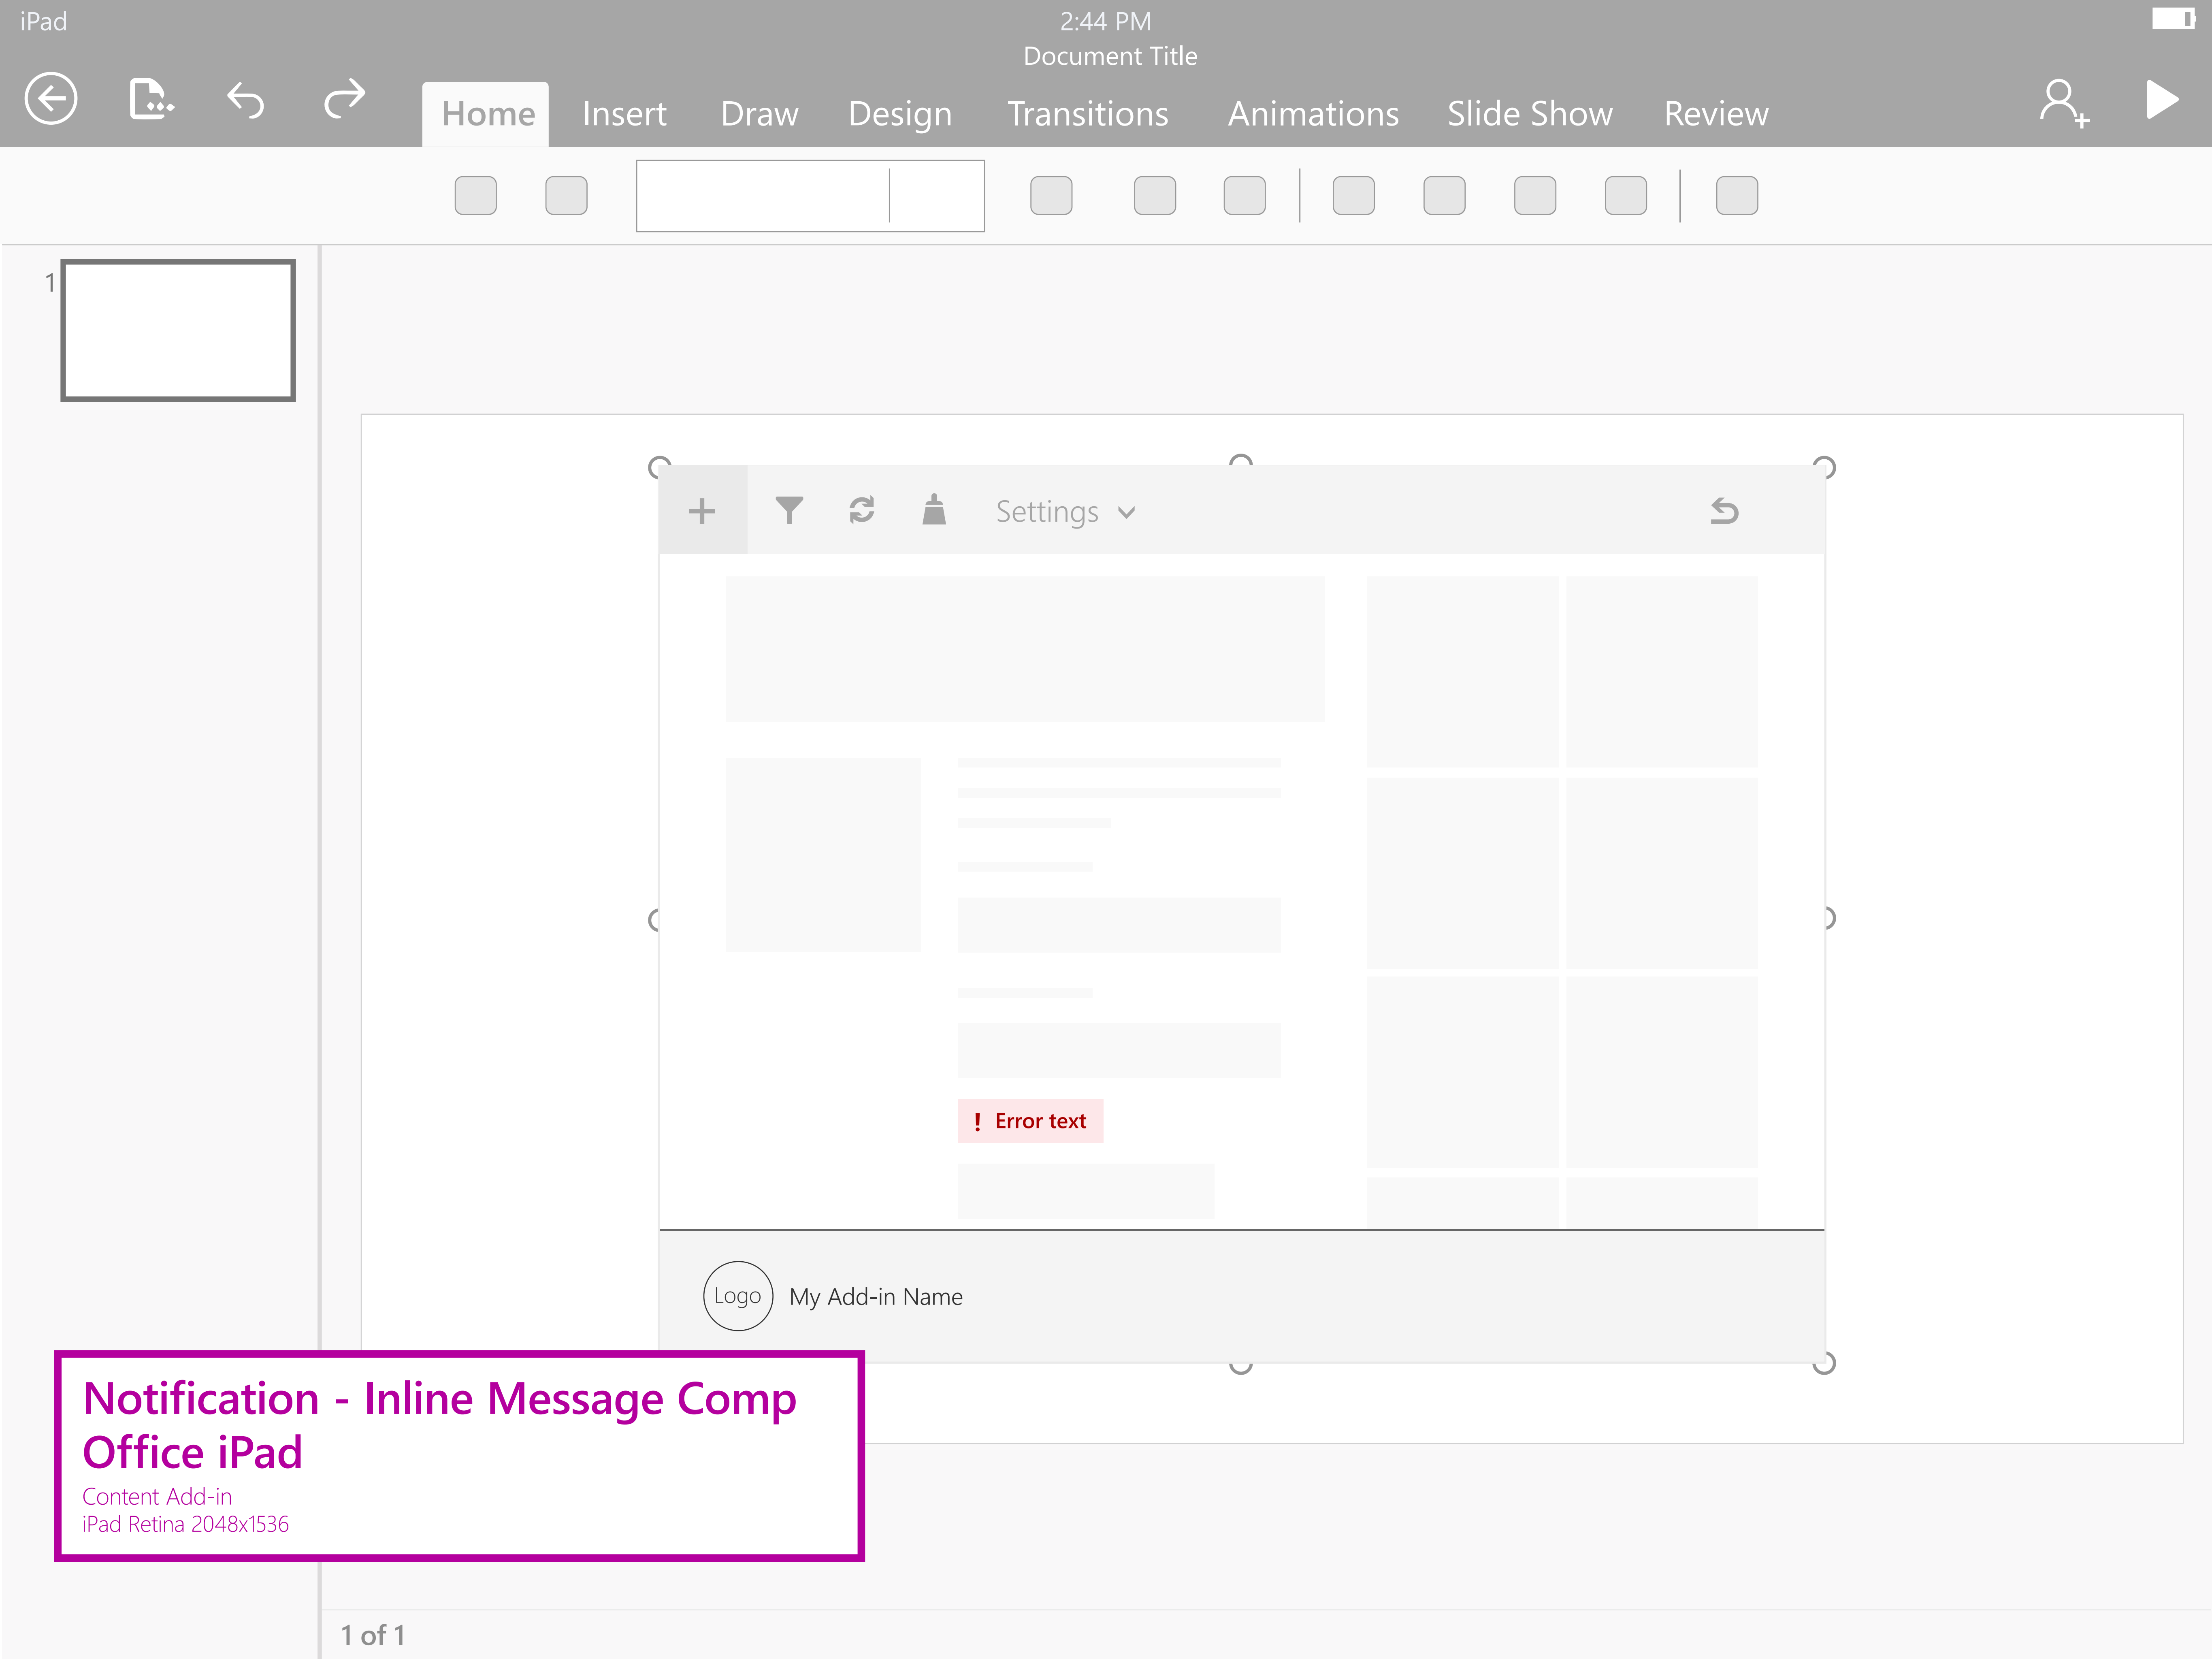 iPad
2:44 PM
Document Title
Home Insert Draw Design Transitions Animations Slide Show Review
1
Settings
! Error text
Logo My Add-in Name
Notification - Inline Message Comp
Office iPad
Content Add-in
iPad Retina 2048x1536
1 of 1